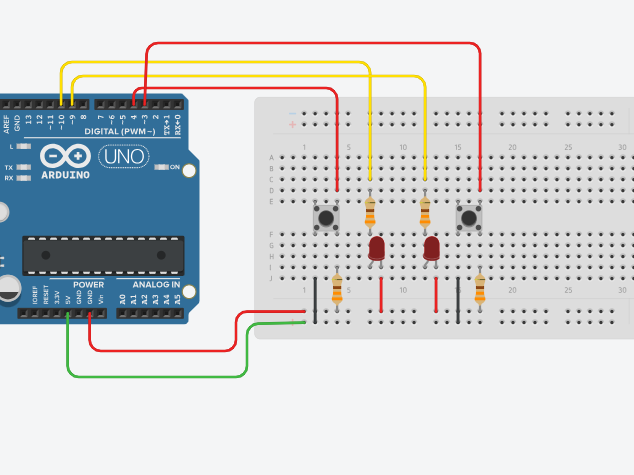 AREF
GND
13
12
~11
~10
~9
8
7
~6
~5
4
~3
2
TX→1
RX←0
DIGITAL (PWM~)
L
TX
RX
UNO
ON
ARDUINO
POWER
ANALOG IN
IOREF
RESET
3.3V
5V
GND
GND
Vin
A0
A1
A2
A3
A4
A5
1 5 10 15 20 25 30
A
B
C
D
E
F
G
H
I
J
1 5 10 15 20 25 30